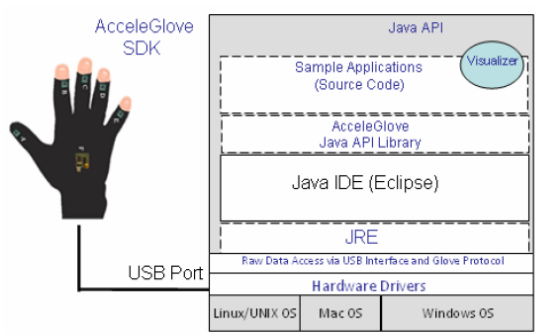 AcceleGlove
SDK
Java API
Visualizer
Sample Applications
(Source Code)
AcceleGlove
Java API Library
Java IDE (Eclipse)
JRE
Raw Data Access via USB Interface and Glove Protocol
USB Port
Hardware Drivers
Linux/UNIX OS
Mac OS
Windows OS